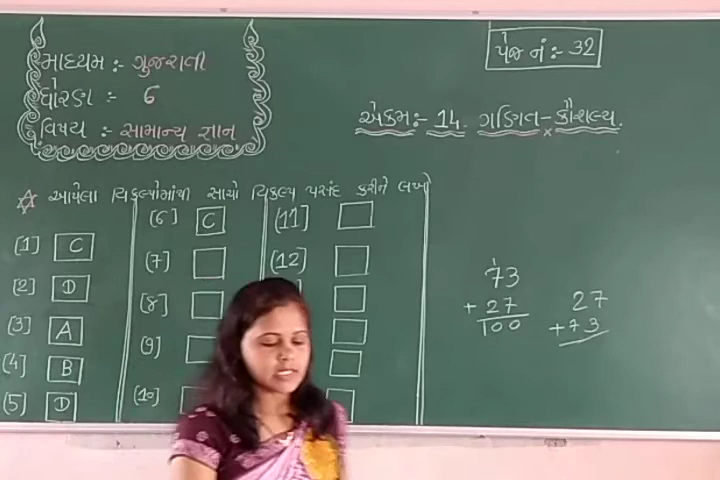 માધ્યમ :- ગુજરાતી
ધોરણ :- 6
વિષય :- સામાન્ય જ્ઞાન
પેજ નં :- 32
એકમ :- 14. ગણિત-કૌશલ્ય.
આપેલા વિકલ્પોમાંથી સાચો વિકલ્પ પસંદ કરીને લખો
[1] C
[2] D
[3] A
[4] B
[5] D
[6] C
[7]
[8]
[9]
[10]
[11]
[12]
1
73
+ 27
100
27
+73